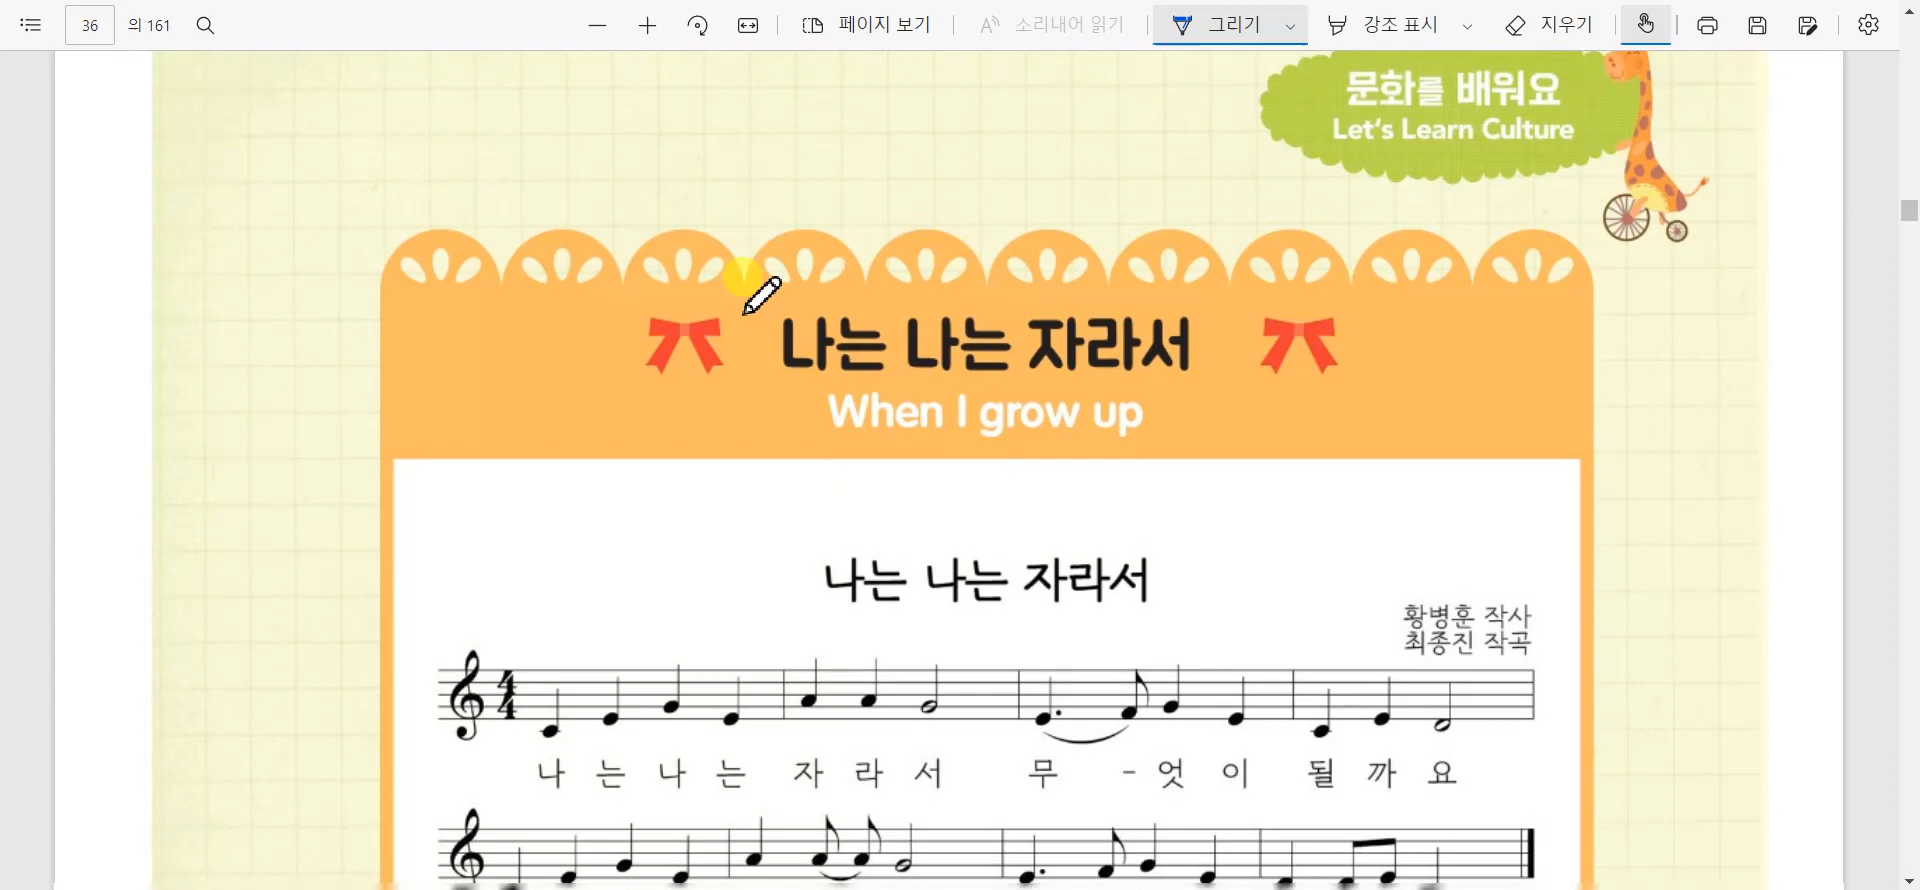 36 의 161 페이지 보기 소리내어 읽기 그리기 강조 표시 지우기
문화를 배워요
Let's Learn Culture
나는 나는 자라서
When I grow up
나는 나는 자라서
황병훈 작사
최종진 작곡
나 는 나 는 자 라 서 무 - 엇 이 될 까 요